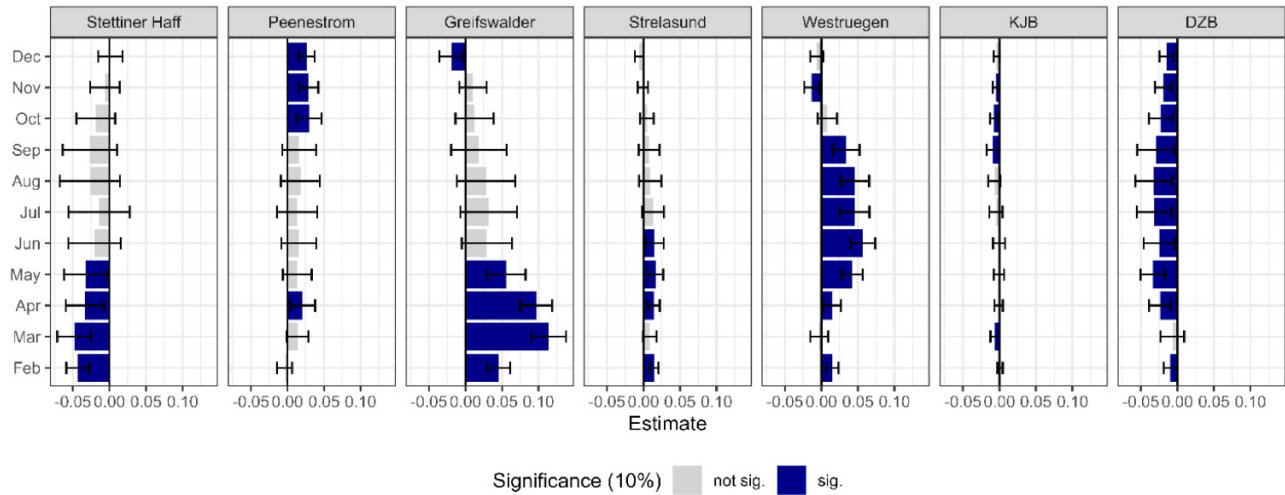 Stettiner Haff Peenestrom Greifswalder Strelasund Westruegen KJB DZB
Dec
Nov
Oct
Sep
Aug
Jul
Jun
May
Apr
Mar
Feb
-0.05 0.00 0.05 0.10 -0.05 0.00 0.05 0.10 -0.05 0.00 0.05 0.10 -0.05 0.00 0.05 0.10 -0.05 0.00 0.05 0.10 -0.05 0.00 0.05 0.10 -0.05 0.00 0.05 0.10
Estimate
Significance (10%) not sig. sig.